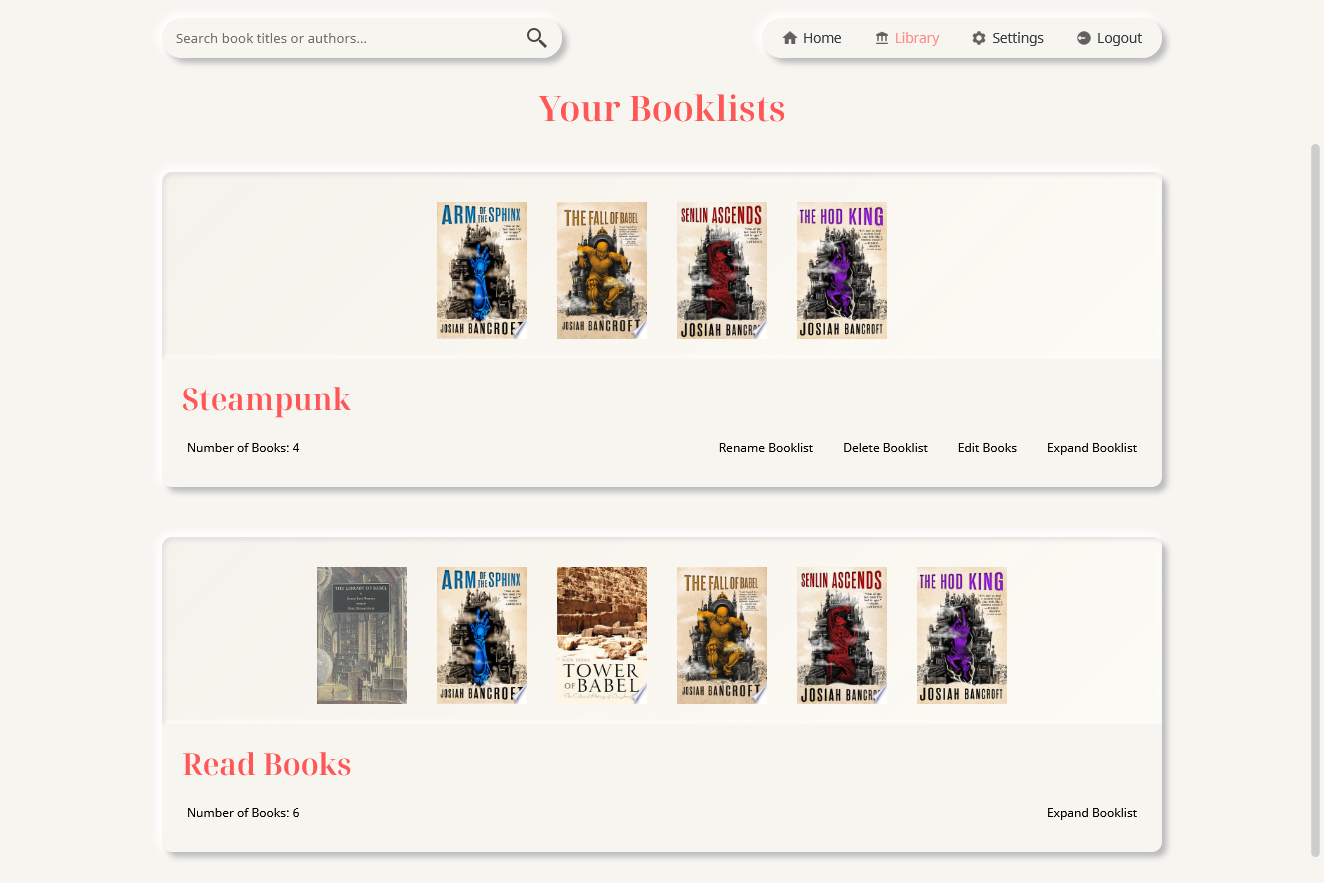 Search book titles or authors...
Home
Library
Settings
Logout
Your Booklists
ARM OF THE SPHINX
JOSIAH BANCROFT
THE FALL OF BABEL
JOSIAH BANCROFT
SENLIN ASCENDS
JOSIAH BANCROFT
THE HOD KING
JOSIAH BANCROFT
Steampunk
Number of Books: 4
Rename Booklist
Delete Booklist
Edit Books
Expand Booklist
THE LIBRARY OF BABEL
ARM OF THE SPHINX
JOSIAH BANCROFT
TOWER
OF BABEL
THE FALL OF BABEL
JOSIAH BANCROFT
SENLIN ASCENDS
JOSIAH BANCROFT
THE HOD KING
JOSIAH BANCROFT
Read Books
Number of Books: 6
Expand Booklist